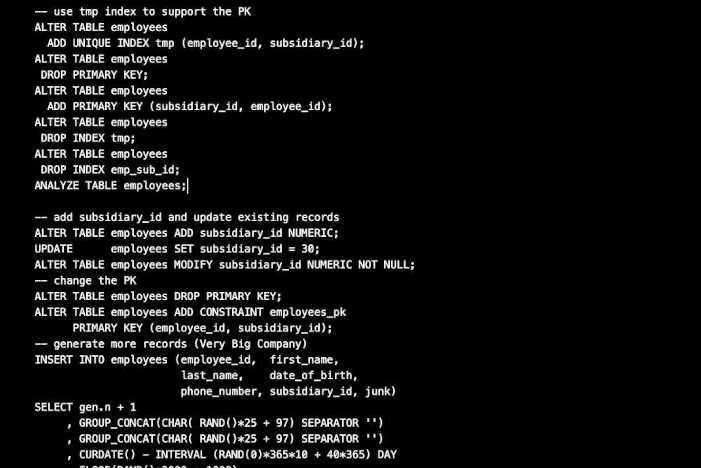 -- use tmp index to support the PK
ALTER TABLE employees
ADD UNIQUE INDEX tmp (employee_id, subsidiary_id);
ALTER TABLE employees
DROP PRIMARY KEY;
ALTER TABLE employees
ADD PRIMARY KEY (subsidiary_id, employee_id);
ALTER TABLE employees
DROP INDEX tmp;
ALTER TABLE employees
DROP INDEX emp_sub_id;
ANALYZE TABLE employees;
-- add subsidiary_id and update existing records
ALTER TABLE employees ADD subsidiary_id NUMERIC;
UPDATE employees SET subsidiary_id = 30;
ALTER TABLE employees MODIFY subsidiary_id NUMERIC NOT NULL;
-- change the PK
ALTER TABLE employees DROP PRIMARY KEY;
ALTER TABLE employees ADD CONSTRAINT employees_pk
PRIMARY KEY (employee_id, subsidiary_id);
-- generate more records (Very Big Company)
INSERT INTO employees (employee_id, first_name,
last_name, date_of_birth,
phone_number, subsidiary_id, junk)
SELECT gen.n + 1
, GROUP_CONCAT(CHAR( RAND()*25 + 97) SEPARATOR '')
, GROUP_CONCAT(CHAR( RAND()*25 + 97) SEPARATOR '')
, CURDATE() - INTERVAL (RAND(0)*365*10 + 40*365) DAY